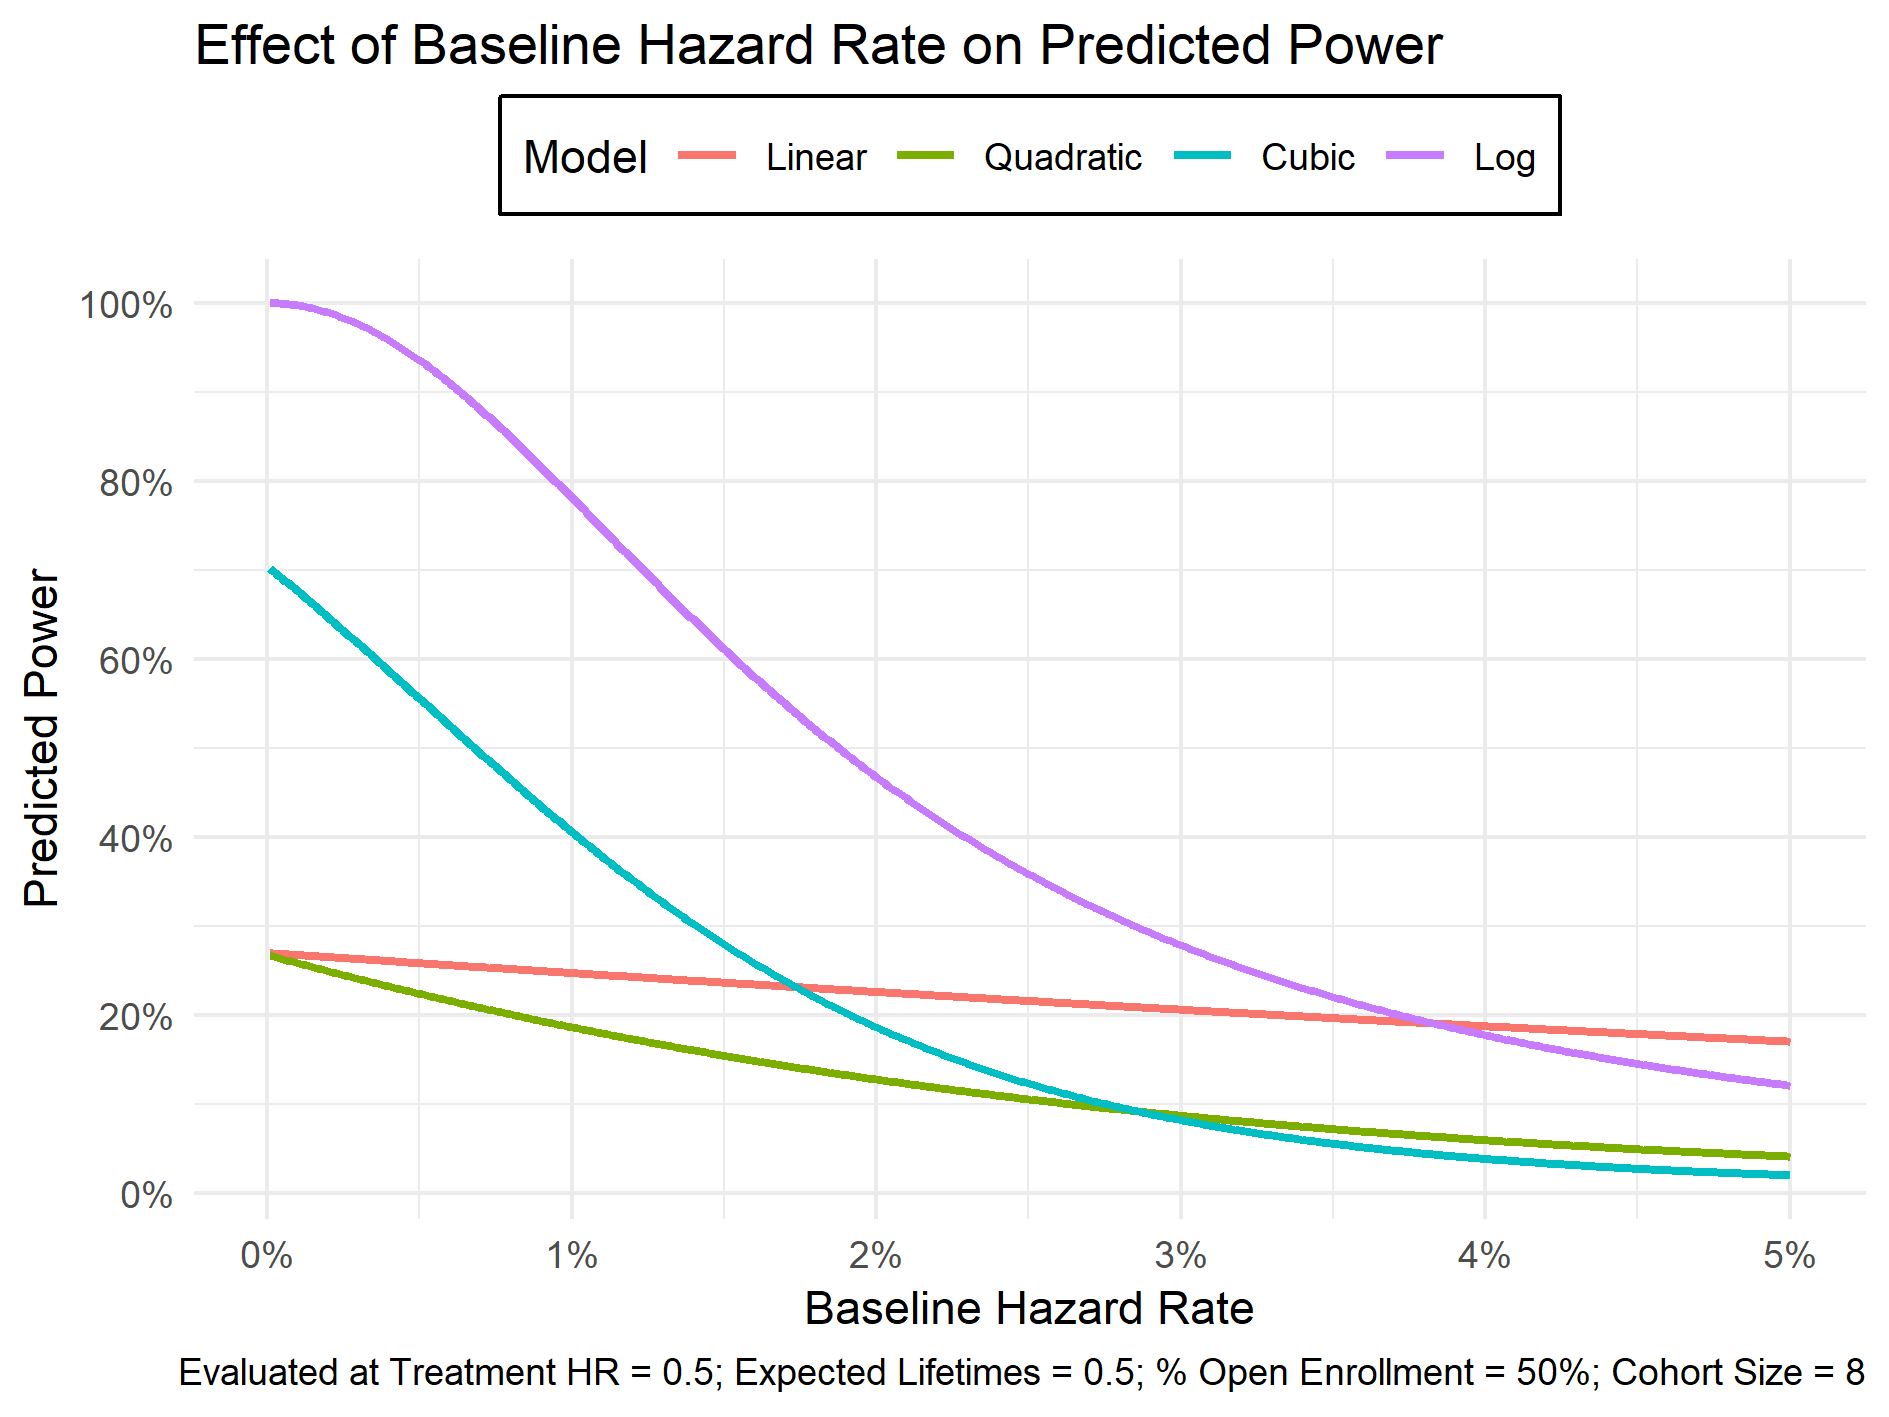 Effect of Baseline Hazard Rate on Predicted Power
Model Linear Quadratic Cubic Log
Predicted Power
100%
80%
60%
40%
20%
0%
0% 1% 2% 3% 4% 5%
Baseline Hazard Rate
Evaluated at Treatment HR = 0.5; Expected Lifetimes = 0.5; % Open Enrollment = 50%; Cohort Size = 8